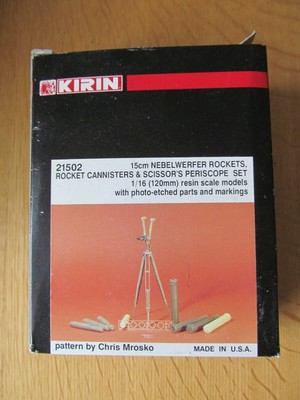 KIRIN
21502
15cm NEBELWERFER ROCKETS,
ROCKET CANNISTERS & SCISSOR'S PERISCOPE SET
1/16 (120mm) resin scale models
with photo-etched parts and markings
pattern by Chris Mrosko
MADE IN U.S.A.